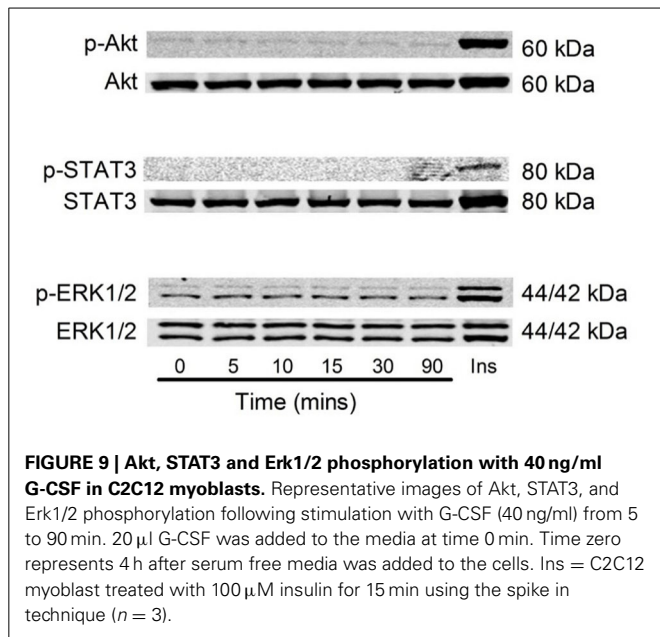 p-Akt 60 kDa
Akt 60 kDa
p-STAT3 80 kDa
STAT3 80 kDa
p-ERK1/2 44/42 kDa
ERK1/2 44/42 kDa
0 5 10 15 30 90 Ins
Time (mins)
FIGURE 9 | Akt, STAT3 and Erk1/2 phosphorylation with 40 ng/ml
G-CSF in C2C12 myoblasts. Representative images of Akt, STAT3, and
Erk1/2 phosphorylation following stimulation with G-CSF (40 ng/ml) from 5
to 90 min. 20 μl G-CSF was added to the media at time 0 min. Time zero
represents 4 h after serum free media was added to the cells. Ins = C2C12
myoblast treated with 100 μM insulin for 15 min using the spike in
technique (n = 3).